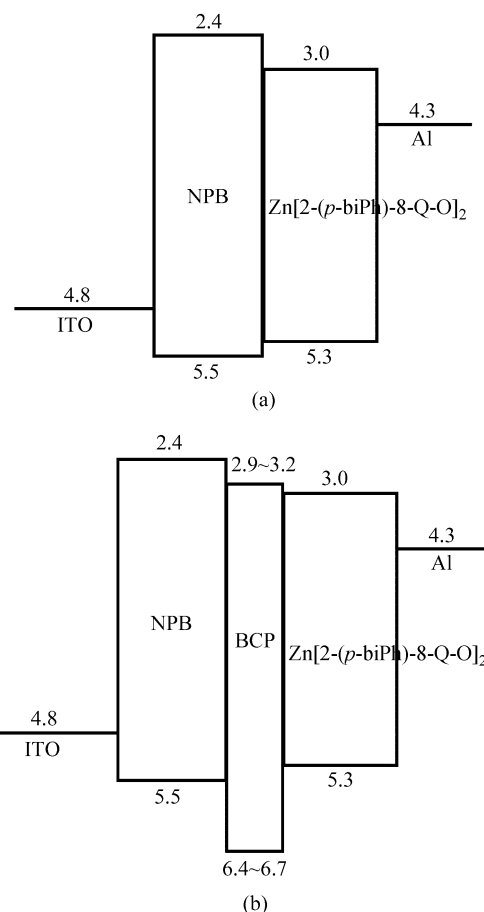 2.4
3.0
4.3
Al
NPB
Zn[2-(p-biPh)-8-Q-O]₂
4.8
ITO
5.3
5.5
(a)
2.4
2.9~3.2
3.0
4.3
Al
NPB
BCP
Zn[2-(p-biPh)-8-Q-O]₂
4.8
ITO
5.3
5.5
6.4~6.7
(b)